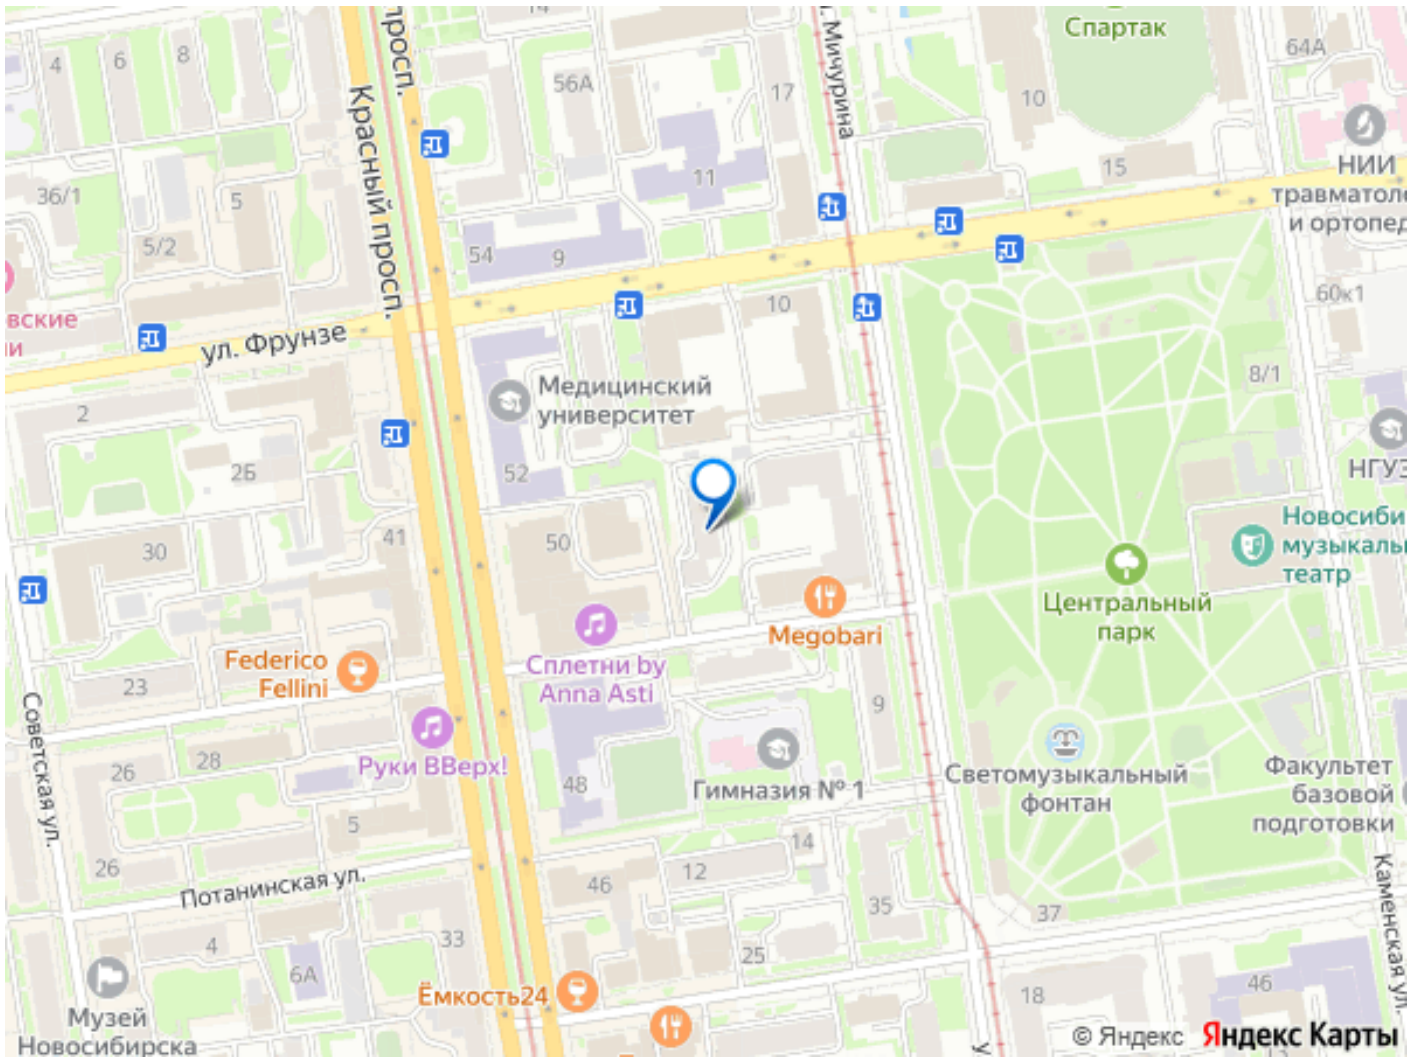 14
просп.
4
6
8
56А
17
ул. Мичурина
Спартак
10
64А
Красный просп.
36/1
5
5/2
11
15
НИИ
травматоло
и ортопед
54
9
10
60к1
вские
и
ул. Фрунзе
8/1
2
Медицинский
университет
26
52
НГУЭ
41
30
50
Новосиби
музыкаль
театр
Megobari
Центральный
парк
Federico
Fellini
Сплетни by
Anna Asti
23
9
Советская ул.
28
26
Руки ВВерх!
48
Гимназия № 1
Светомузыкальный
фонтан
Факультет
базовой
подготовки
5
26
14
12
46
Потанинская ул.
35
37
Каменская ул.
4
33
25
6А
46
18
Ёмкость24
Музей
Новосибирска
у
© Яндекс Яндекс Карты